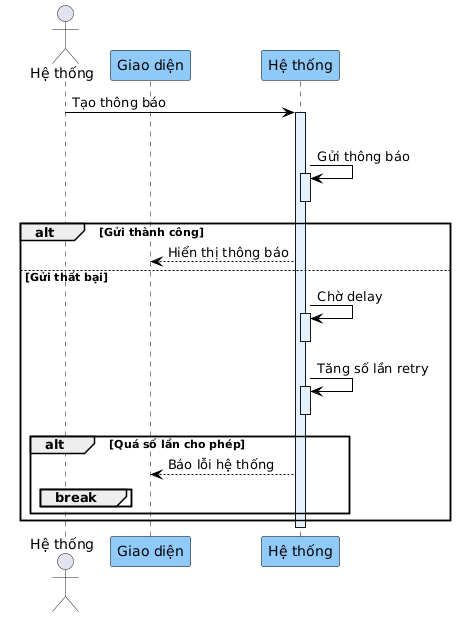 Hệ thống
Giao diện
Hệ thống
Tạo thông báo
Gửi thông báo
alt
[Gửi thành công]
Hiển thị thông báo
[Gửi thất bại]
Chờ delay
Tăng số lần retry
alt
[Quá số lần cho phép]
Báo lỗi hệ thống
break
Hệ thống
Giao diện
Hệ thống